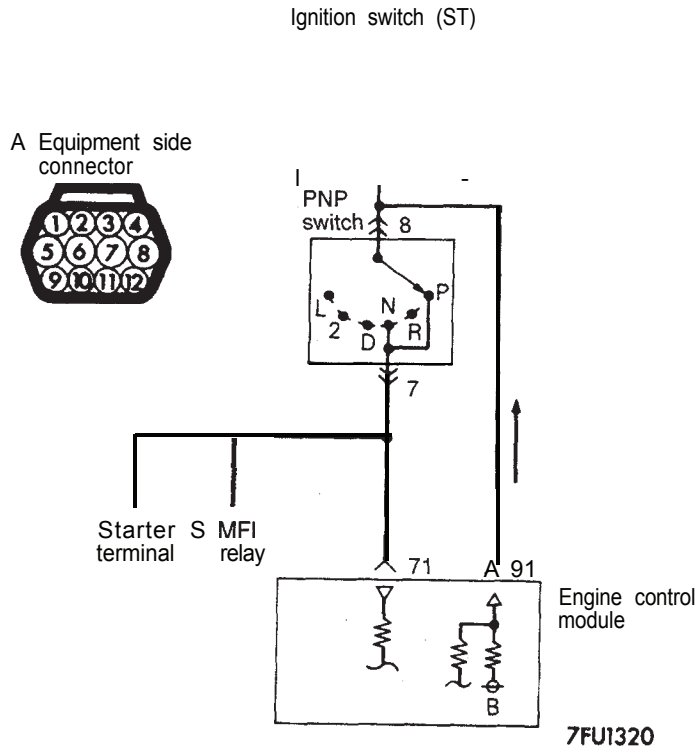 Ignition switch (ST)
A Equipment side
connector
1 2 3 4
5 6 7 8
9 10 11 12
PNP
switch
8
P
N
L
R
2
D
7
Starter S MFI
terminal relay
71
A 91
Engine control
module
B
7FU1320